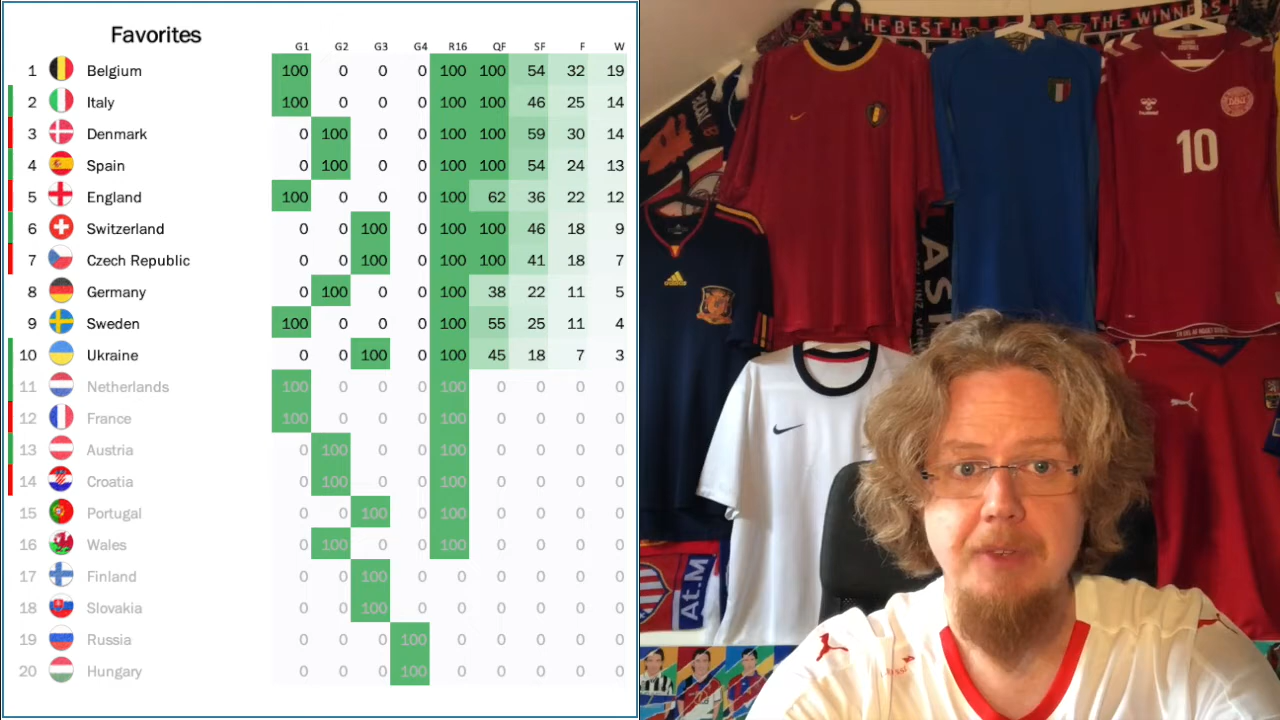 Favorites
G1 G2 G3 G4 R16 QF SF F W
1 Belgium 100 0 0 0 100 100 54 32 19
2 Italy 100 0 0 0 100 100 46 25 14
3 Denmark 0 100 0 0 100 100 59 30 14
4 Spain 0 100 0 0 100 100 54 24 13
5 England 100 0 0 0 100 62 36 22 12
6 Switzerland 0 0 100 0 100 100 46 18 9
7 Czech Republic 0 0 100 0 100 100 41 18 7
8 Germany 0 100 0 0 100 38 22 11 5
9 Sweden 100 0 0 0 100 55 25 11 4
10 Ukraine 0 0 100 0 100 45 18 7 3
11 Netherlands 100 0 0 0 100 0 0 0 0
12 France 100 0 0 0 100 0 0 0 0
13 Austria 0 100 0 0 100 0 0 0 0
14 Croatia 0 100 0 0 100 0 0 0 0
15 Portugal 0 0 100 0 100 0 0 0 0
16 Wales 0 100 0 0 100 0 0 0 0
17 Finland 0 0 100 0 0 0 0 0 0
18 Slovakia 0 0 100 0 0 0 0 0 0
19 Russia 0 0 0 100 0 0 0 0 0
20 Hungary 0 0 0 100 0 0 0 0 0
THE BEST !!
THE WINNERS
10
ASK
adidas
At.M